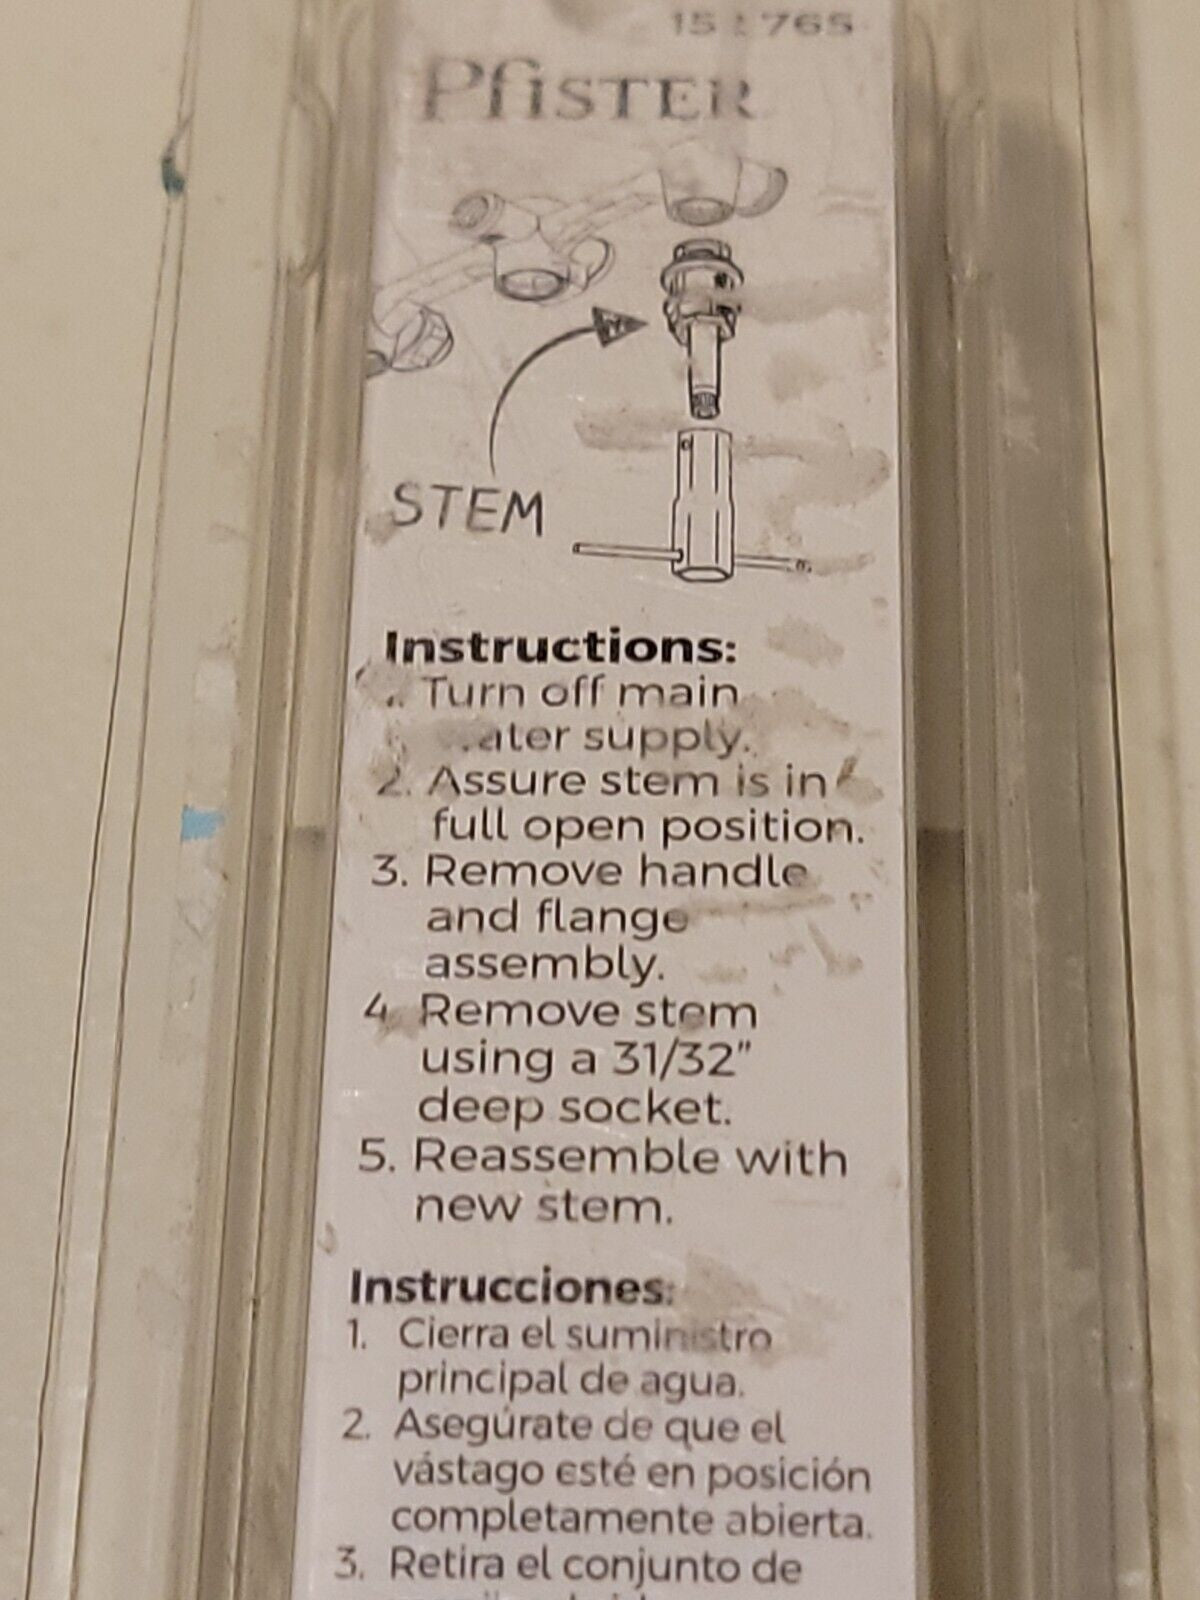 Pfister
STEM
Instructions:
Turn off main
supply.
2. Assure stem is in
full open position.
3. Remove handle
and flange
assembly.
4. Remove stem
using a 31/32"
deep socket.
5. Reassemble with
new stem.
Instrucciones:
1. Cierra el suministro
principal de agua.
2. Asegúrate de que el
vástago esté en posición
completamente abierta.
3. Retira el conjunto de